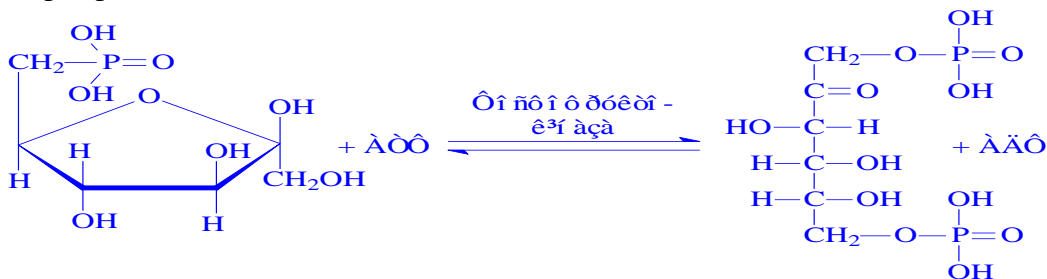 OH
CH₂—P=O
OH
O
OH
H
OH
H
CH₂OH
OH
H
+ ÀÒÔ
Ôî ñôî ô ðóêòî -
ê³í àçà
OH
CH₂—O—P=O
OH
C=O
HO—C—H
H—C—OH
H—C—OH
OH
CH₂—O—P=O
OH
+ ÀÄÔ